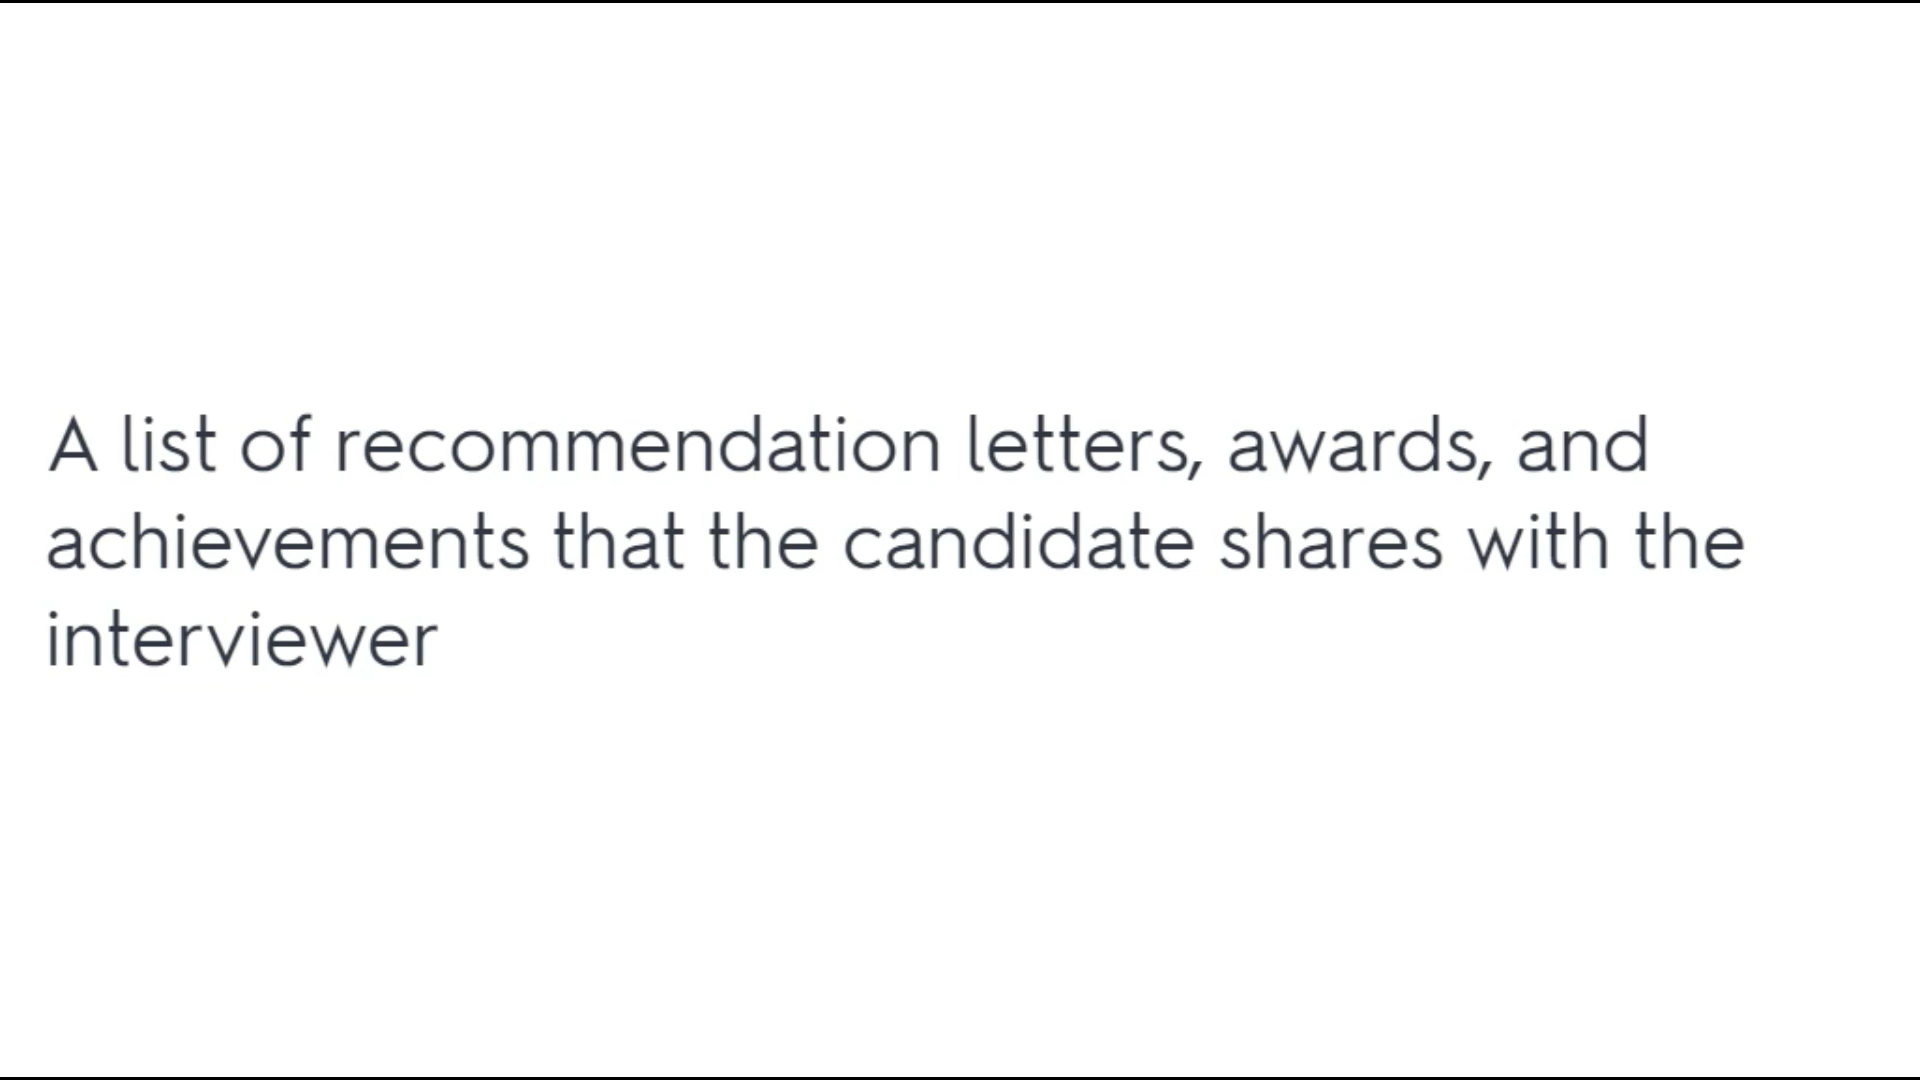 A list of recommendation letters, awards, and
achievements that the candidate shares with the
interviewer